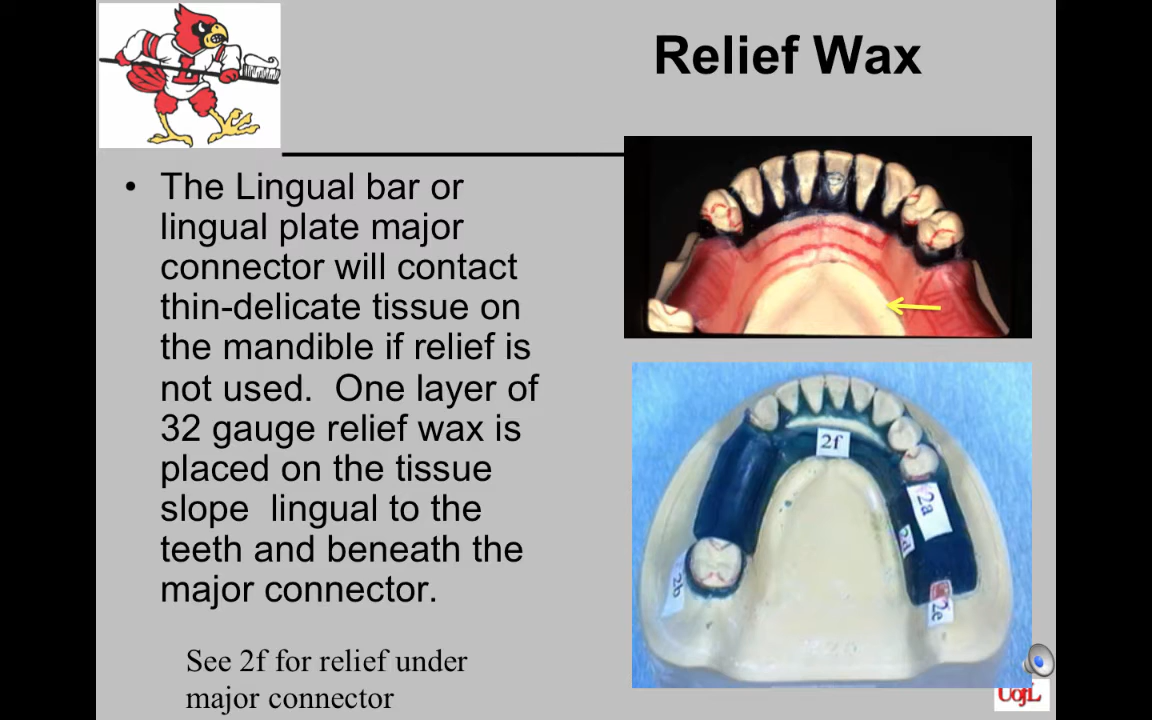 Relief Wax
• The Lingual bar or
lingual plate major
connector will contact
thin-delicate tissue on
the mandible if relief is
not used.  One layer of
32 gauge relief wax is
placed on the tissue
slope  lingual to the
teeth and beneath the
major connector.
See 2f for relief under
major connector
L
2f
2a
2d
2b
2e
UofL